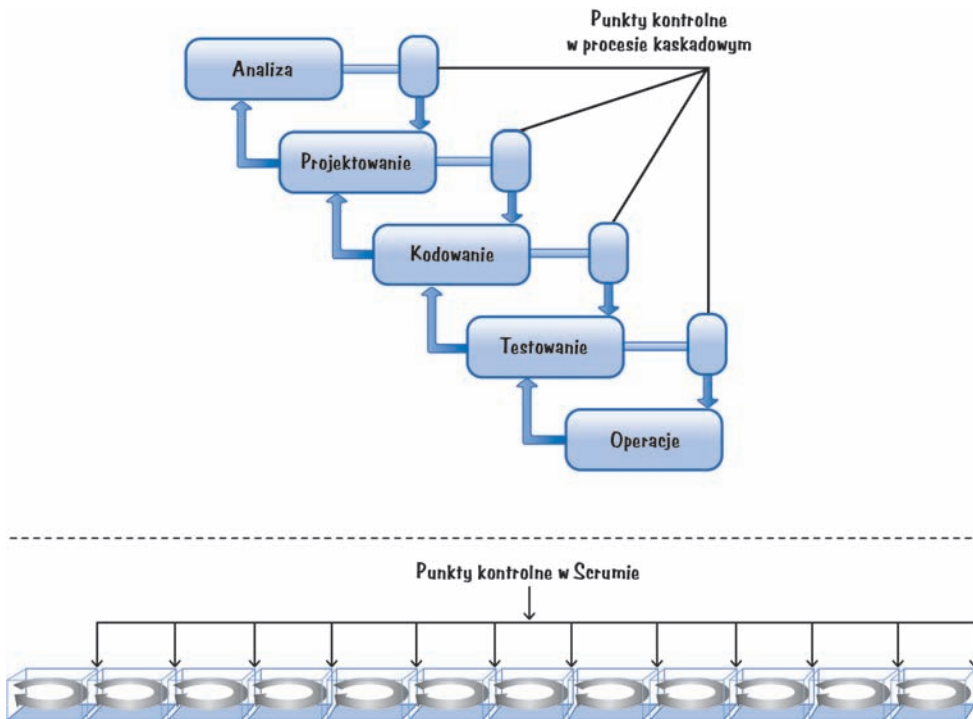 Punkty kontrolne
w procesie kaskadowym
Analiza
Projektowanie
Kodowanie
Testowanie
Operacje
Punkty kontrolne w Scrumie